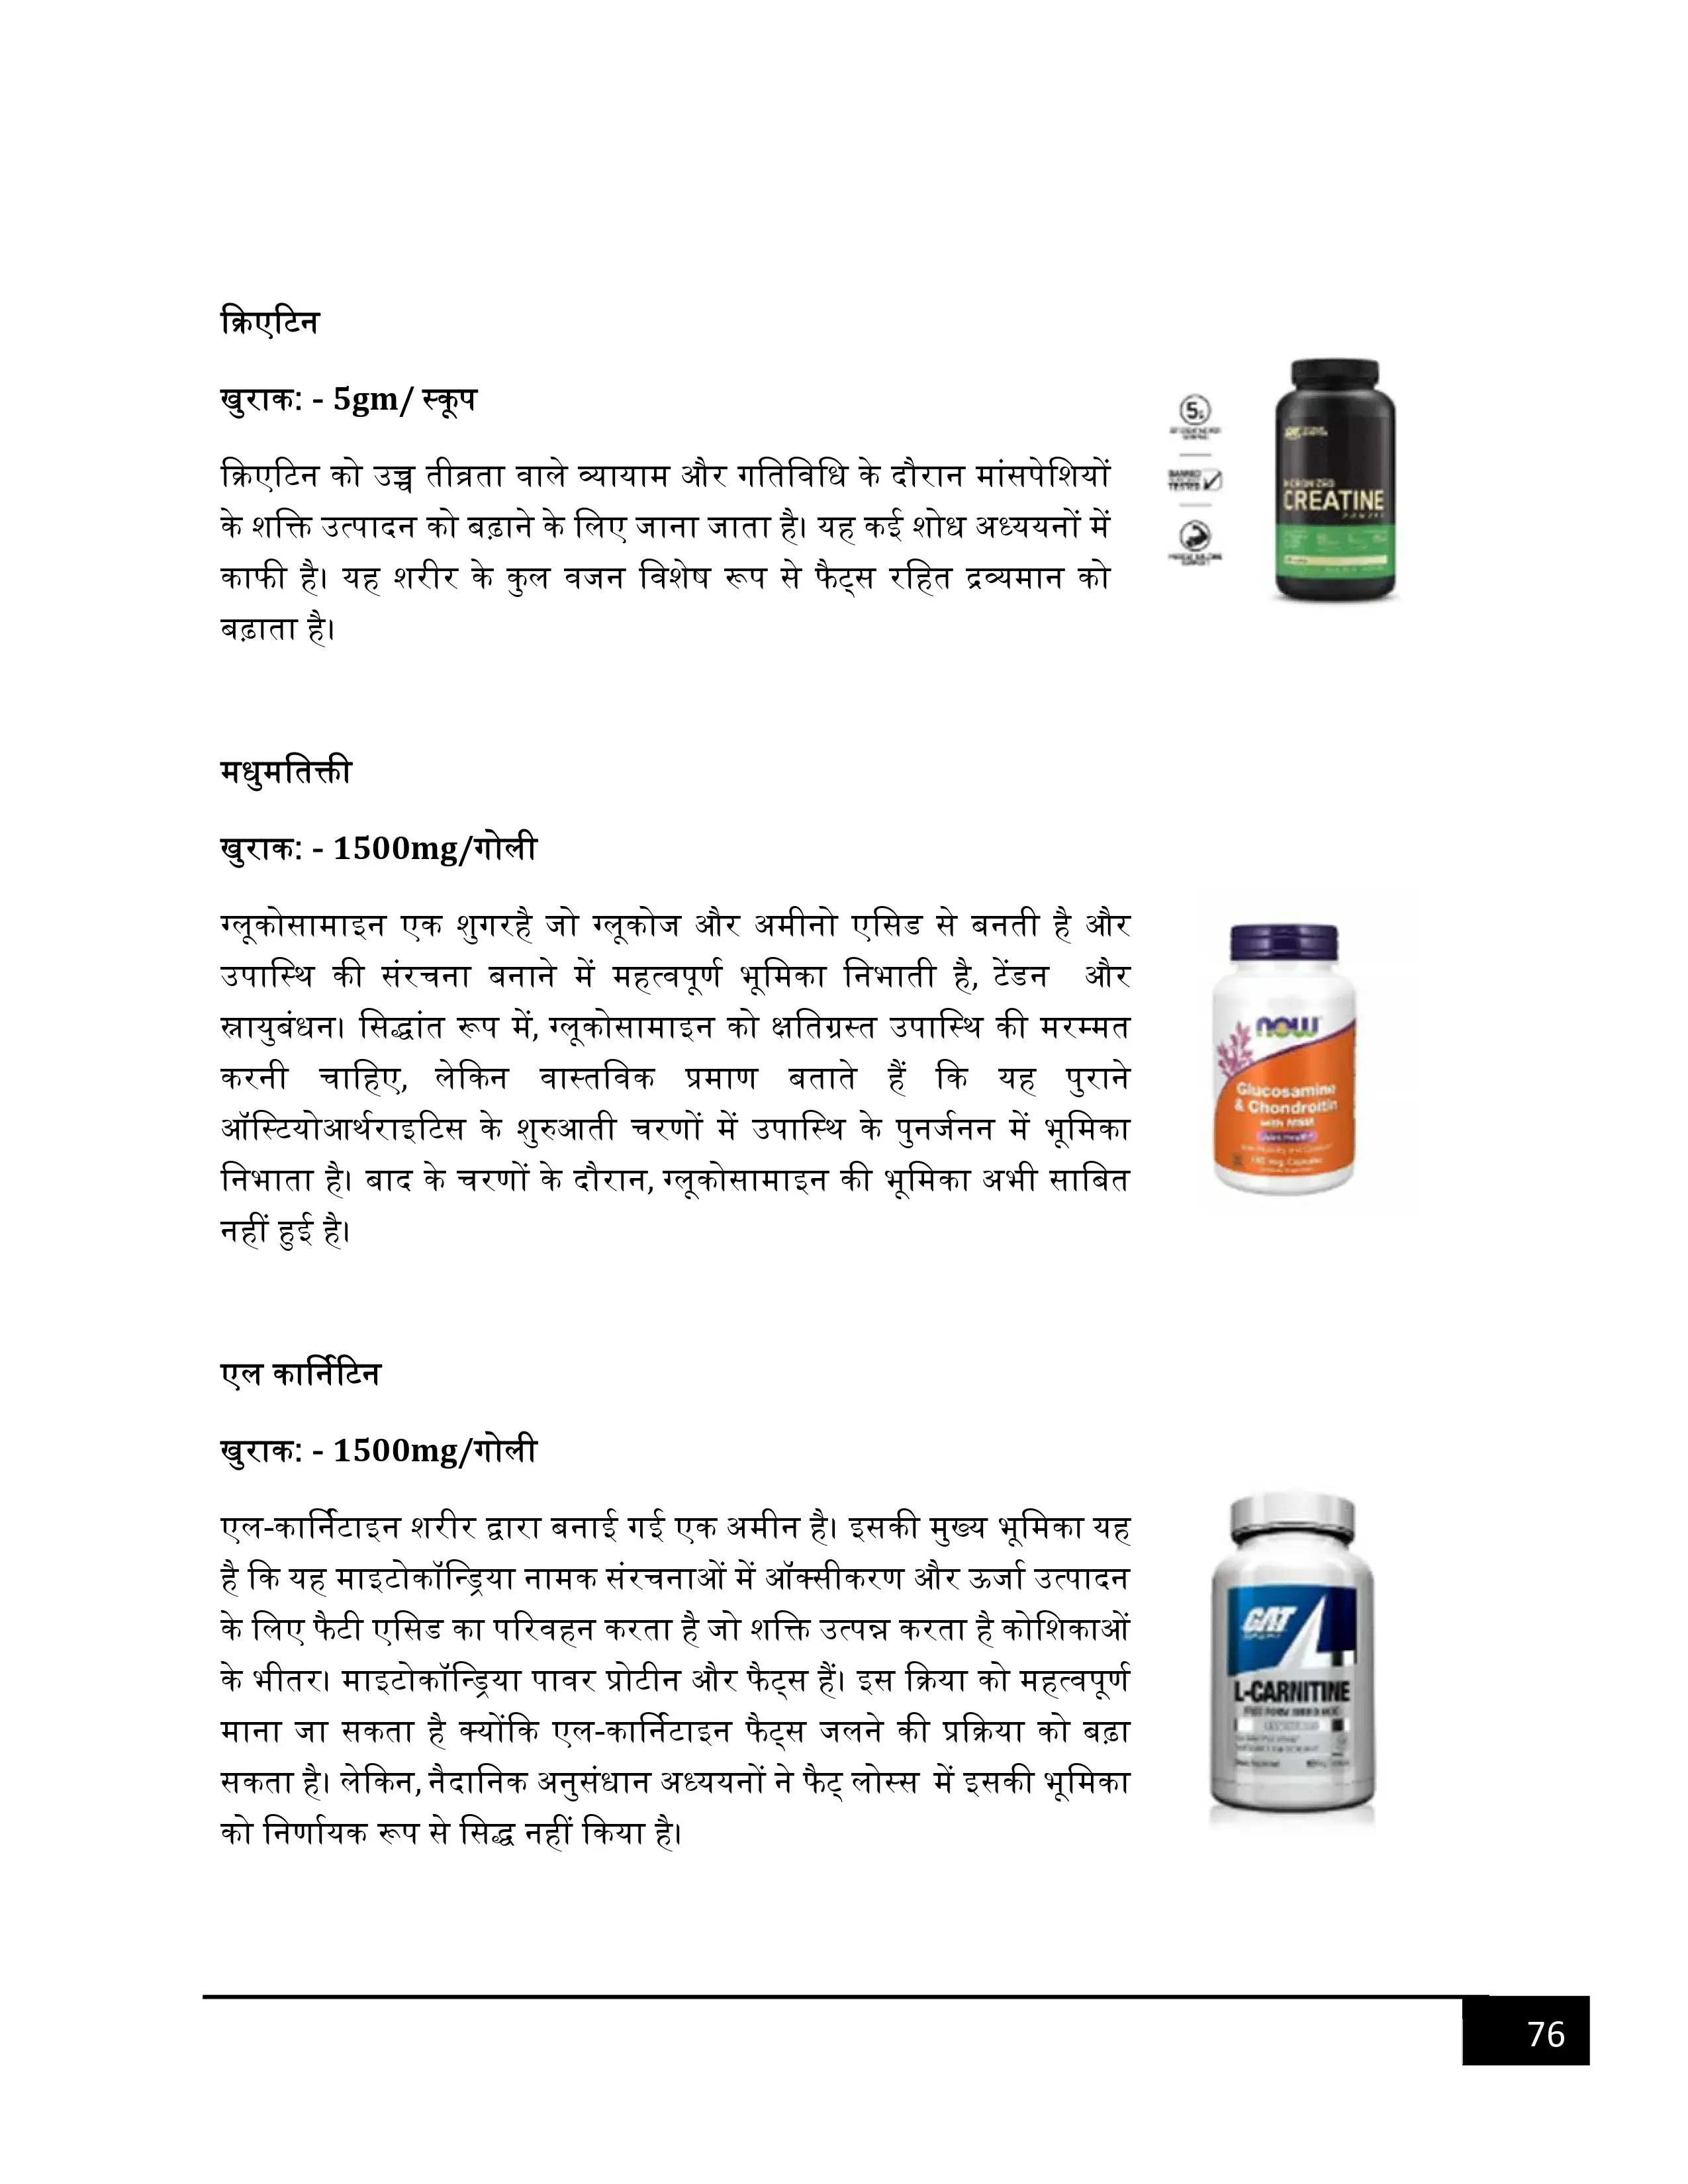 क्रिएटिन
खुराक: - 5gm/ स्कूप
क्रिएटिन को उच्च तीव्रता वाले व्यायाम और गतिविधि के दौरान मांसपेशियों
के शक्ति उत्पादन को बढ़ाने के लिए जाना जाता है। यह कई शोध अध्ययनों में
काफी है। यह शरीर के कुल वजन विशेष रूप से फैट्स रहित द्रव्यमान को
बढ़ाता है।
5g
BANNED
TESTED
MICRONIZED
CREATINE
POWDER
मधुमतिक्ती
खुराक: - 1500mg/गोली
ग्लूकोसामाइन एक शुगरहै जो ग्लूकोज और अमीनो एसिड से बनती है और
उपास्थि की संरचना बनाने में महत्वपूर्ण भूमिका निभाती है, टेंडन और
स्नायुबंधन। सिद्धांत रूप में, ग्लूकोसामाइन को क्षतिग्रस्त उपास्थि की मरम्मत
करनी चाहिए, लेकिन वास्तविक प्रमाण बताते हैं कि यह पुराने
ऑस्टियोआर्थराइटिस के शुरुआती चरणों में उपास्थि के पुनर्जनन में भूमिका
निभाता है। बाद के चरणों के दौरान, ग्लूकोसामाइन की भूमिका अभी साबित
नहीं हुई है।
now
Glucosamine
& Chondroitin
with MSM
एल कार्निटिन
खुराक: - 1500mg/गोली
एल-कार्निटाइन शरीर द्वारा बनाई गई एक अमीन है। इसकी मुख्य भूमिका यह
है कि यह माइटोकॉन्ड्रिया नामक संरचनाओं में ऑक्सीकरण और ऊर्जा उत्पादन
के लिए फैटी एसिड का परिवहन करता है जो शक्ति उत्पन्न करता है कोशिकाओं
के भीतर। माइटोकॉन्ड्रिया पावर प्रोटीन और फैट्स हैं। इस क्रिया को महत्वपूर्ण
माना जा सकता है क्योंकि एल-कार्निटाइन फैट्स जलने की प्रक्रिया को बढ़ा
सकता है। लेकिन, नैदानिक अनुसंधान अध्ययनों ने फैट् लोस्स में इसकी भूमिका
को निर्णायक रूप से सिद्ध नहीं किया है।
GAT
L-CARNITINE
76